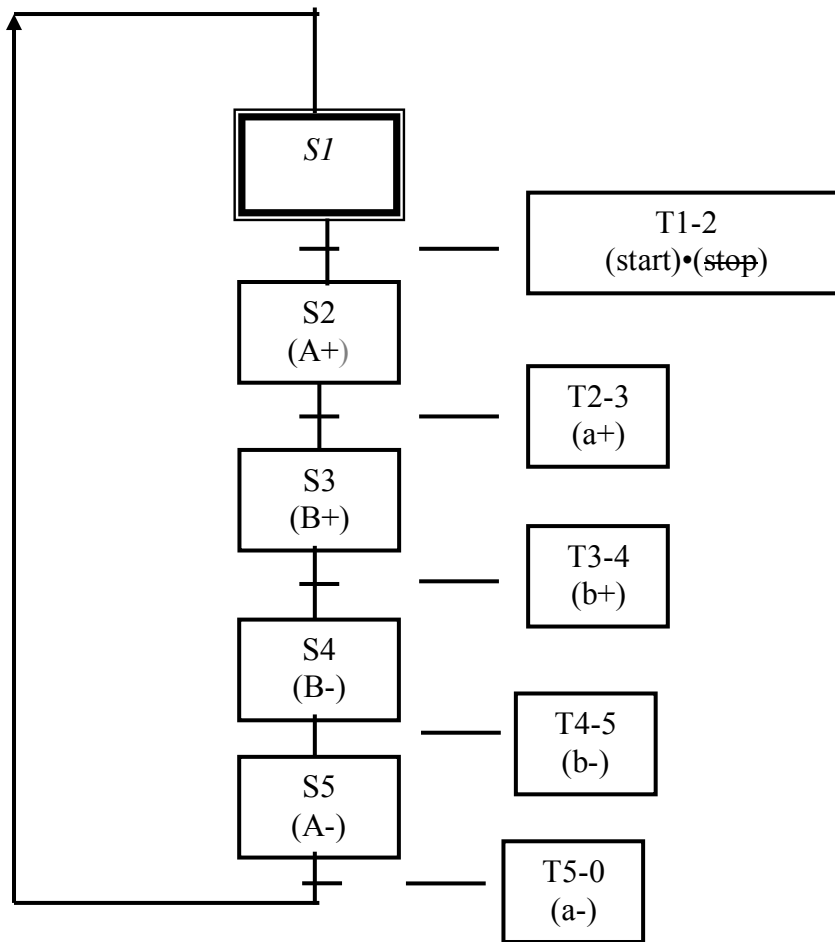 S1
T1-2
(start)•(stop)
S2
(A+)
T2-3
(a+)
S3
(B+)
T3-4
(b+)
S4
(B-)
T4-5
(b-)
S5
(A-)
T5-0
(a-)